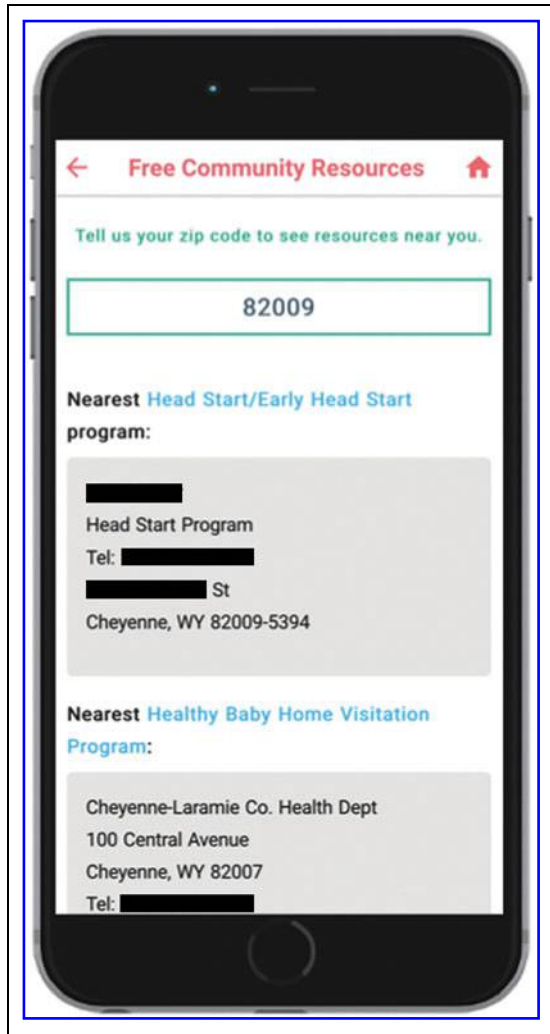 Free Community Resources
Tell us your zip code to see resources near you.
82009
Nearest Head Start/Early Head Start
program:
Head Start Program
Tel:
St
Cheyenne, WY 82009-5394
Nearest Healthy Baby Home Visitation
Program:
Cheyenne-Laramie Co. Health Dept
100 Central Avenue
Cheyenne, WY 82007
Tel: